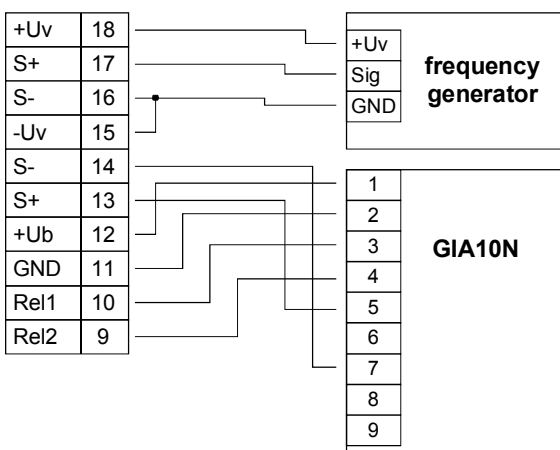 +Uv 18
S+ 17
S- 16
-Uv 15
S- 14
S+ 13
+Ub 12
GND 11
Rel1 10
Rel2 9
+Uv
Sig
GND
frequency
generator
1
2
3
4
5
6
7
8
9
GIA10N